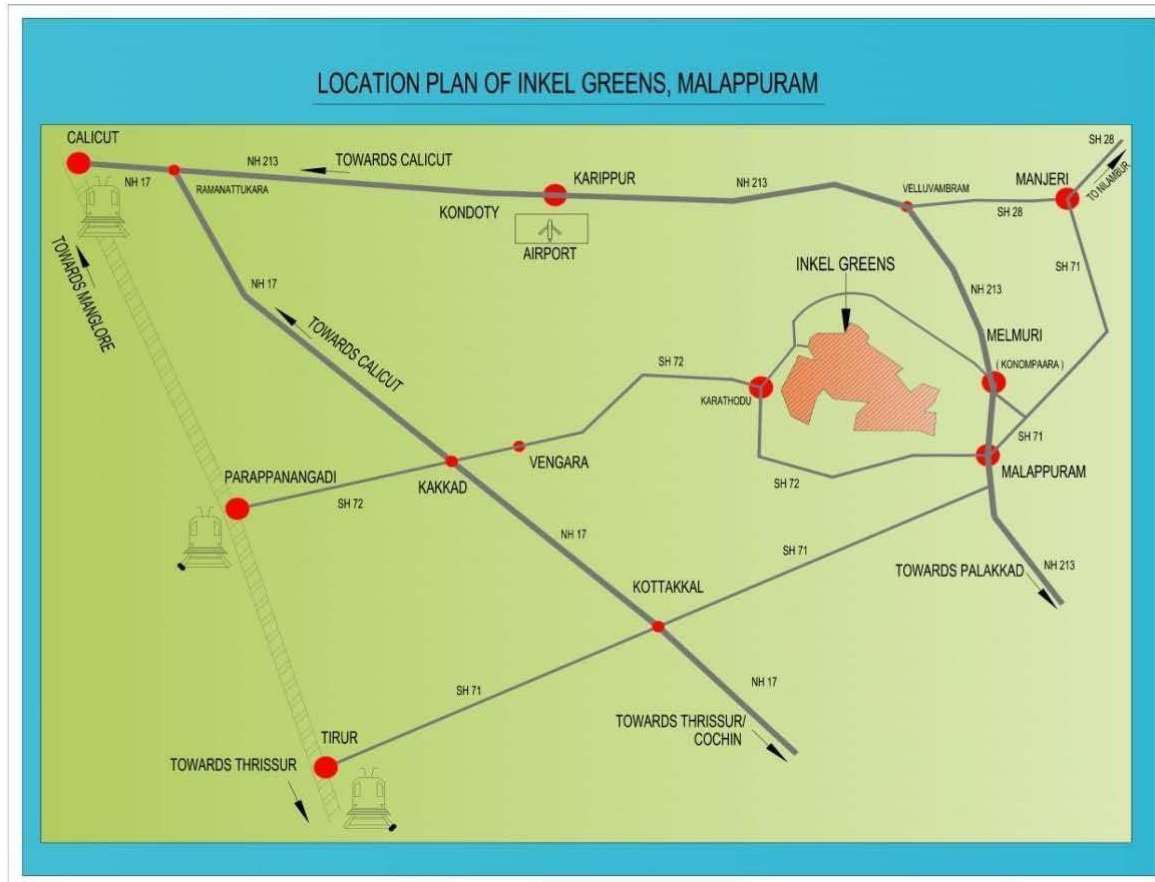 LOCATION PLAN OF INKEL GREENS, MALAPPURAM
CALICUT
NH 17
RAMANATTUKARA
NH 213
TOWARDS CALICUT
KONDOTY
KARIPPUR
AIRPORT
NH 213
VELLUVAMBRAM
SH 28
MANJERI
SH 28
TO NILAMBUR
SH 71
TOWARDS MANGLORE
NH 17
TOWARDS CALICUT
INKEL GREENS
NH 213
MELMURI
( KONOMPAARA )
SH 72
KARATHODU
SH 71
MALAPPURAM
SH 72
VENGARA
KAKKAD
PARAPPANANGADI
SH 72
NH 17
SH 71
TOWARDS PALAKKAD
NH 213
KOTTAKKAL
SH 71
NH 17
TOWARDS THRISSUR/
COCHIN
TIRUR
TOWARDS THRISSUR